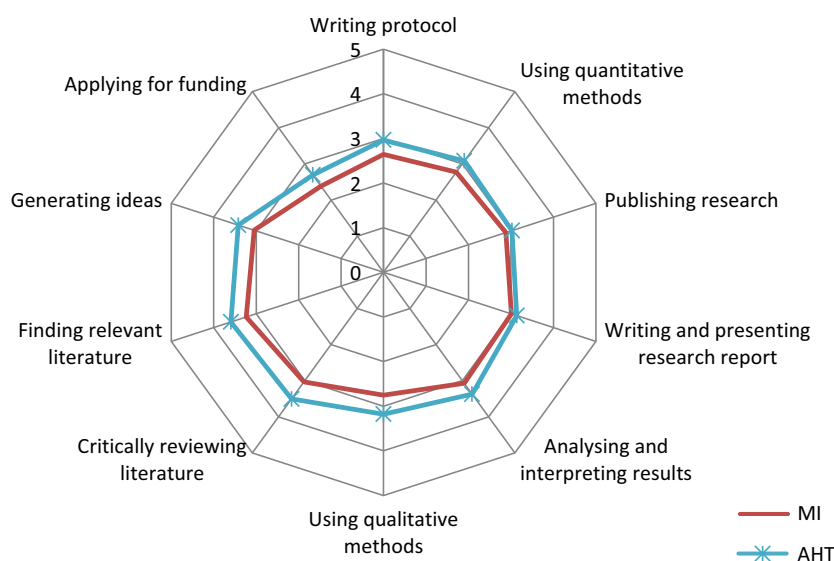 Writing protocol
5
4
3
2
1
0
Using quantitative
methods
Publishing research
Writing and presenting
research report
Analysing and
interpreting results
Using qualitative
methods
Critically reviewing
literature
Finding relevant
literature
Generating ideas
Applying for funding
MI
AHT